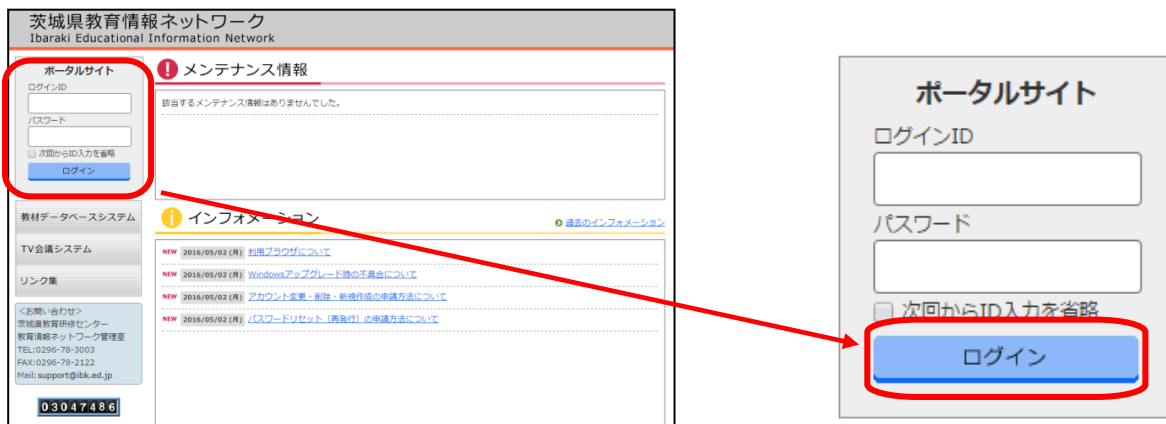 茨城県教育情報ネットワーク
Ibaraki Educational Information Network
ポータルサイト
ログインID
パスワード
次回からID入力を省略
ログイン
教材データベースシステム
TV会議システム
リンク集
<お問い合わせ>
茨城県教育研修センター
教育情報ネットワーク管理室
TEL:0296-78-3003
FAX:0296-78-2122
Mail:support@ibk.ed.jp
03047486
メンテナンス情報
該当するメンテナンス情報はありませんでした。
インフォメーション
過去のインフォメーション
NEW 2016/05/02(月) 利用ブラウザについて
NEW 2016/05/02(月) Windowsアップグレード時の不具合について
NEW 2016/05/02(月) アカウント変更・削除・新規作成の申請方法について
NEW 2016/05/02(月) パスワードリセット（再発行）の申請方法について
ポータルサイト
ログインID
パスワード
次回からID入力を省略
ログイン